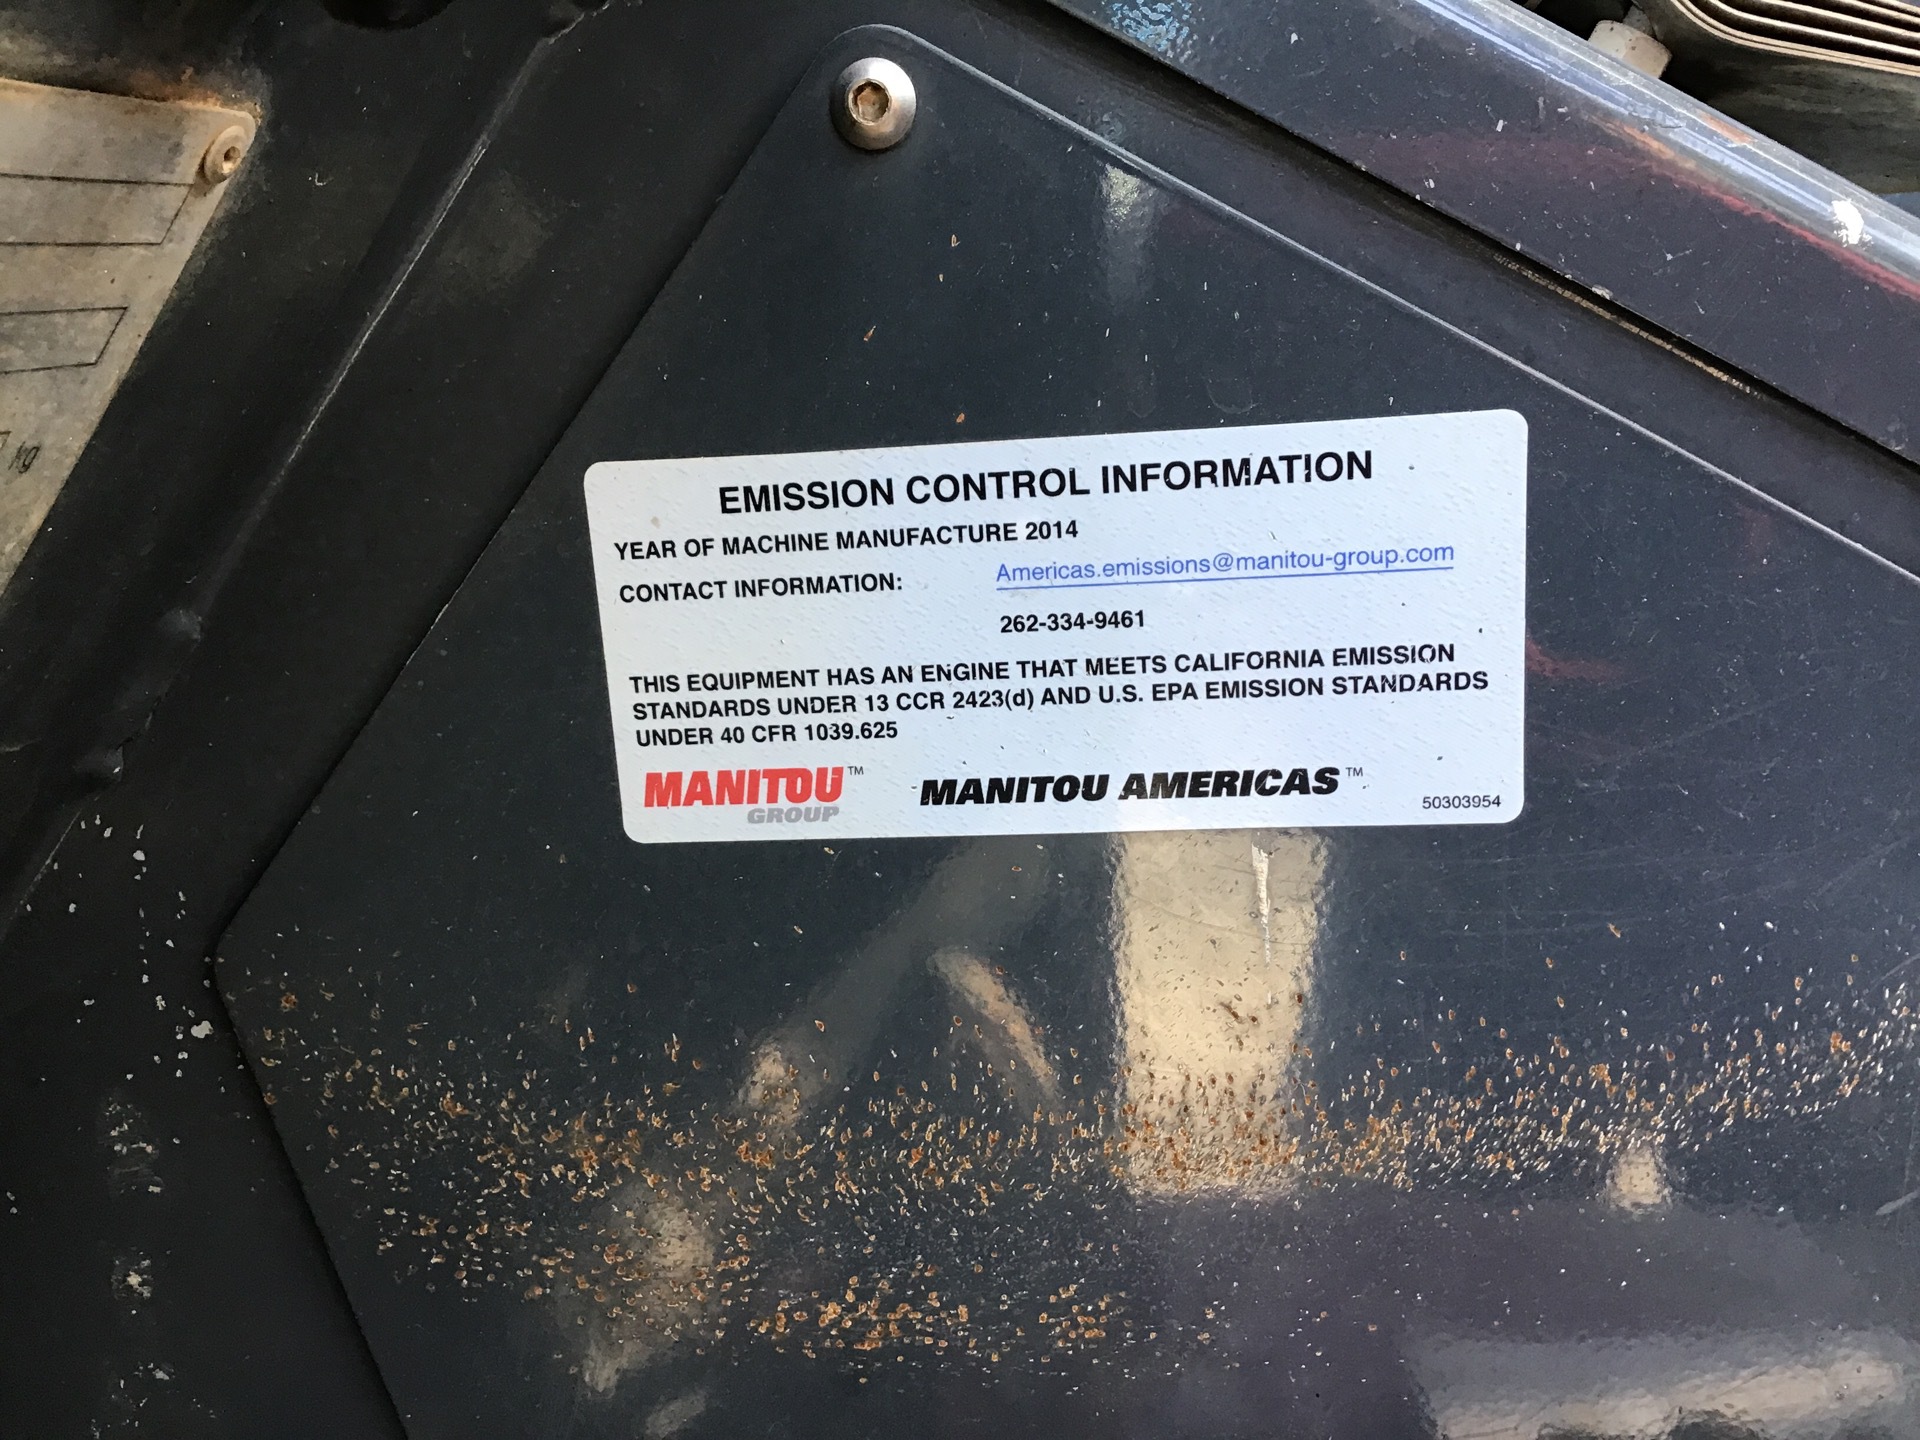 kg
EMISSION CONTROL INFORMATION
YEAR OF MACHINE MANUFACTURE 2014
CONTACT INFORMATION: Americas.emissions@manitou-group.com
262-334-9461
THIS EQUIPMENT HAS AN ENGINE THAT MEETS CALIFORNIA EMISSION
STANDARDS UNDER 13 CCR 2423(d) AND U.S. EPA EMISSION STANDARDS
UNDER 40 CFR 1039.625
MANITOU™ MANITOU AMERICAS™
GROUP 50303954